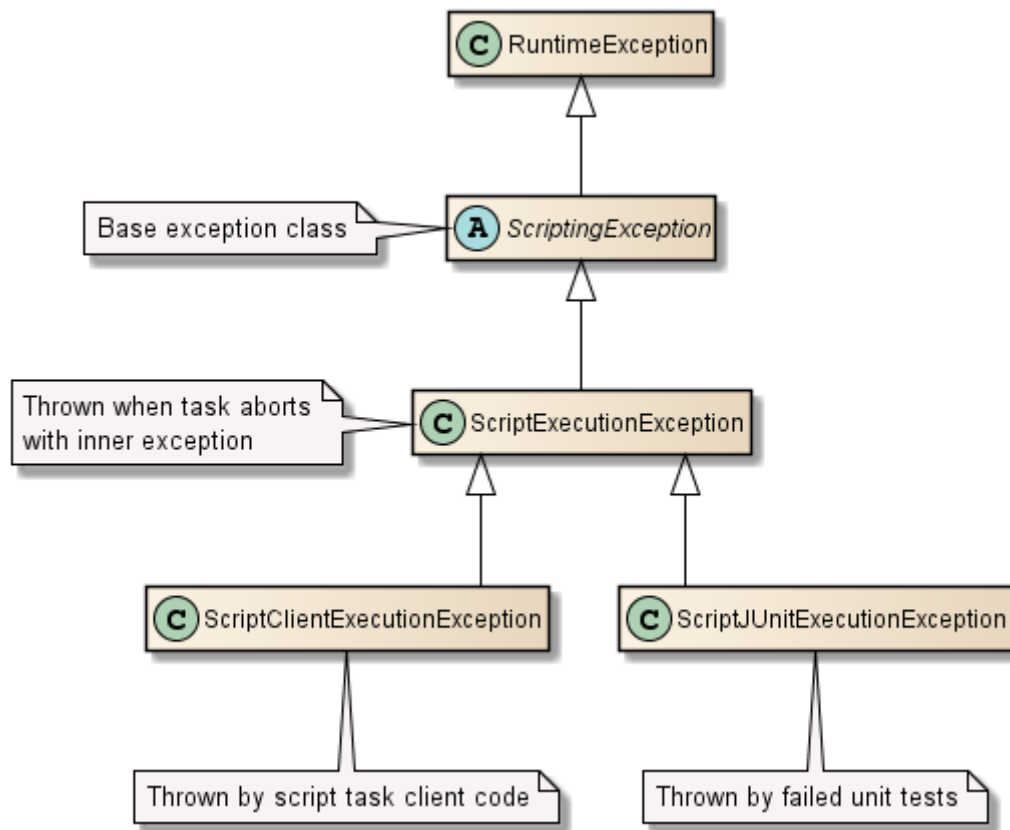 C RuntimeException
Base exception class
A ScriptingException
Thrown when task aborts
with inner exception
C ScriptExecutionException
C ScriptClientExecutionException
C ScriptJUnitExecutionException
Thrown by script task client code
Thrown by failed unit tests